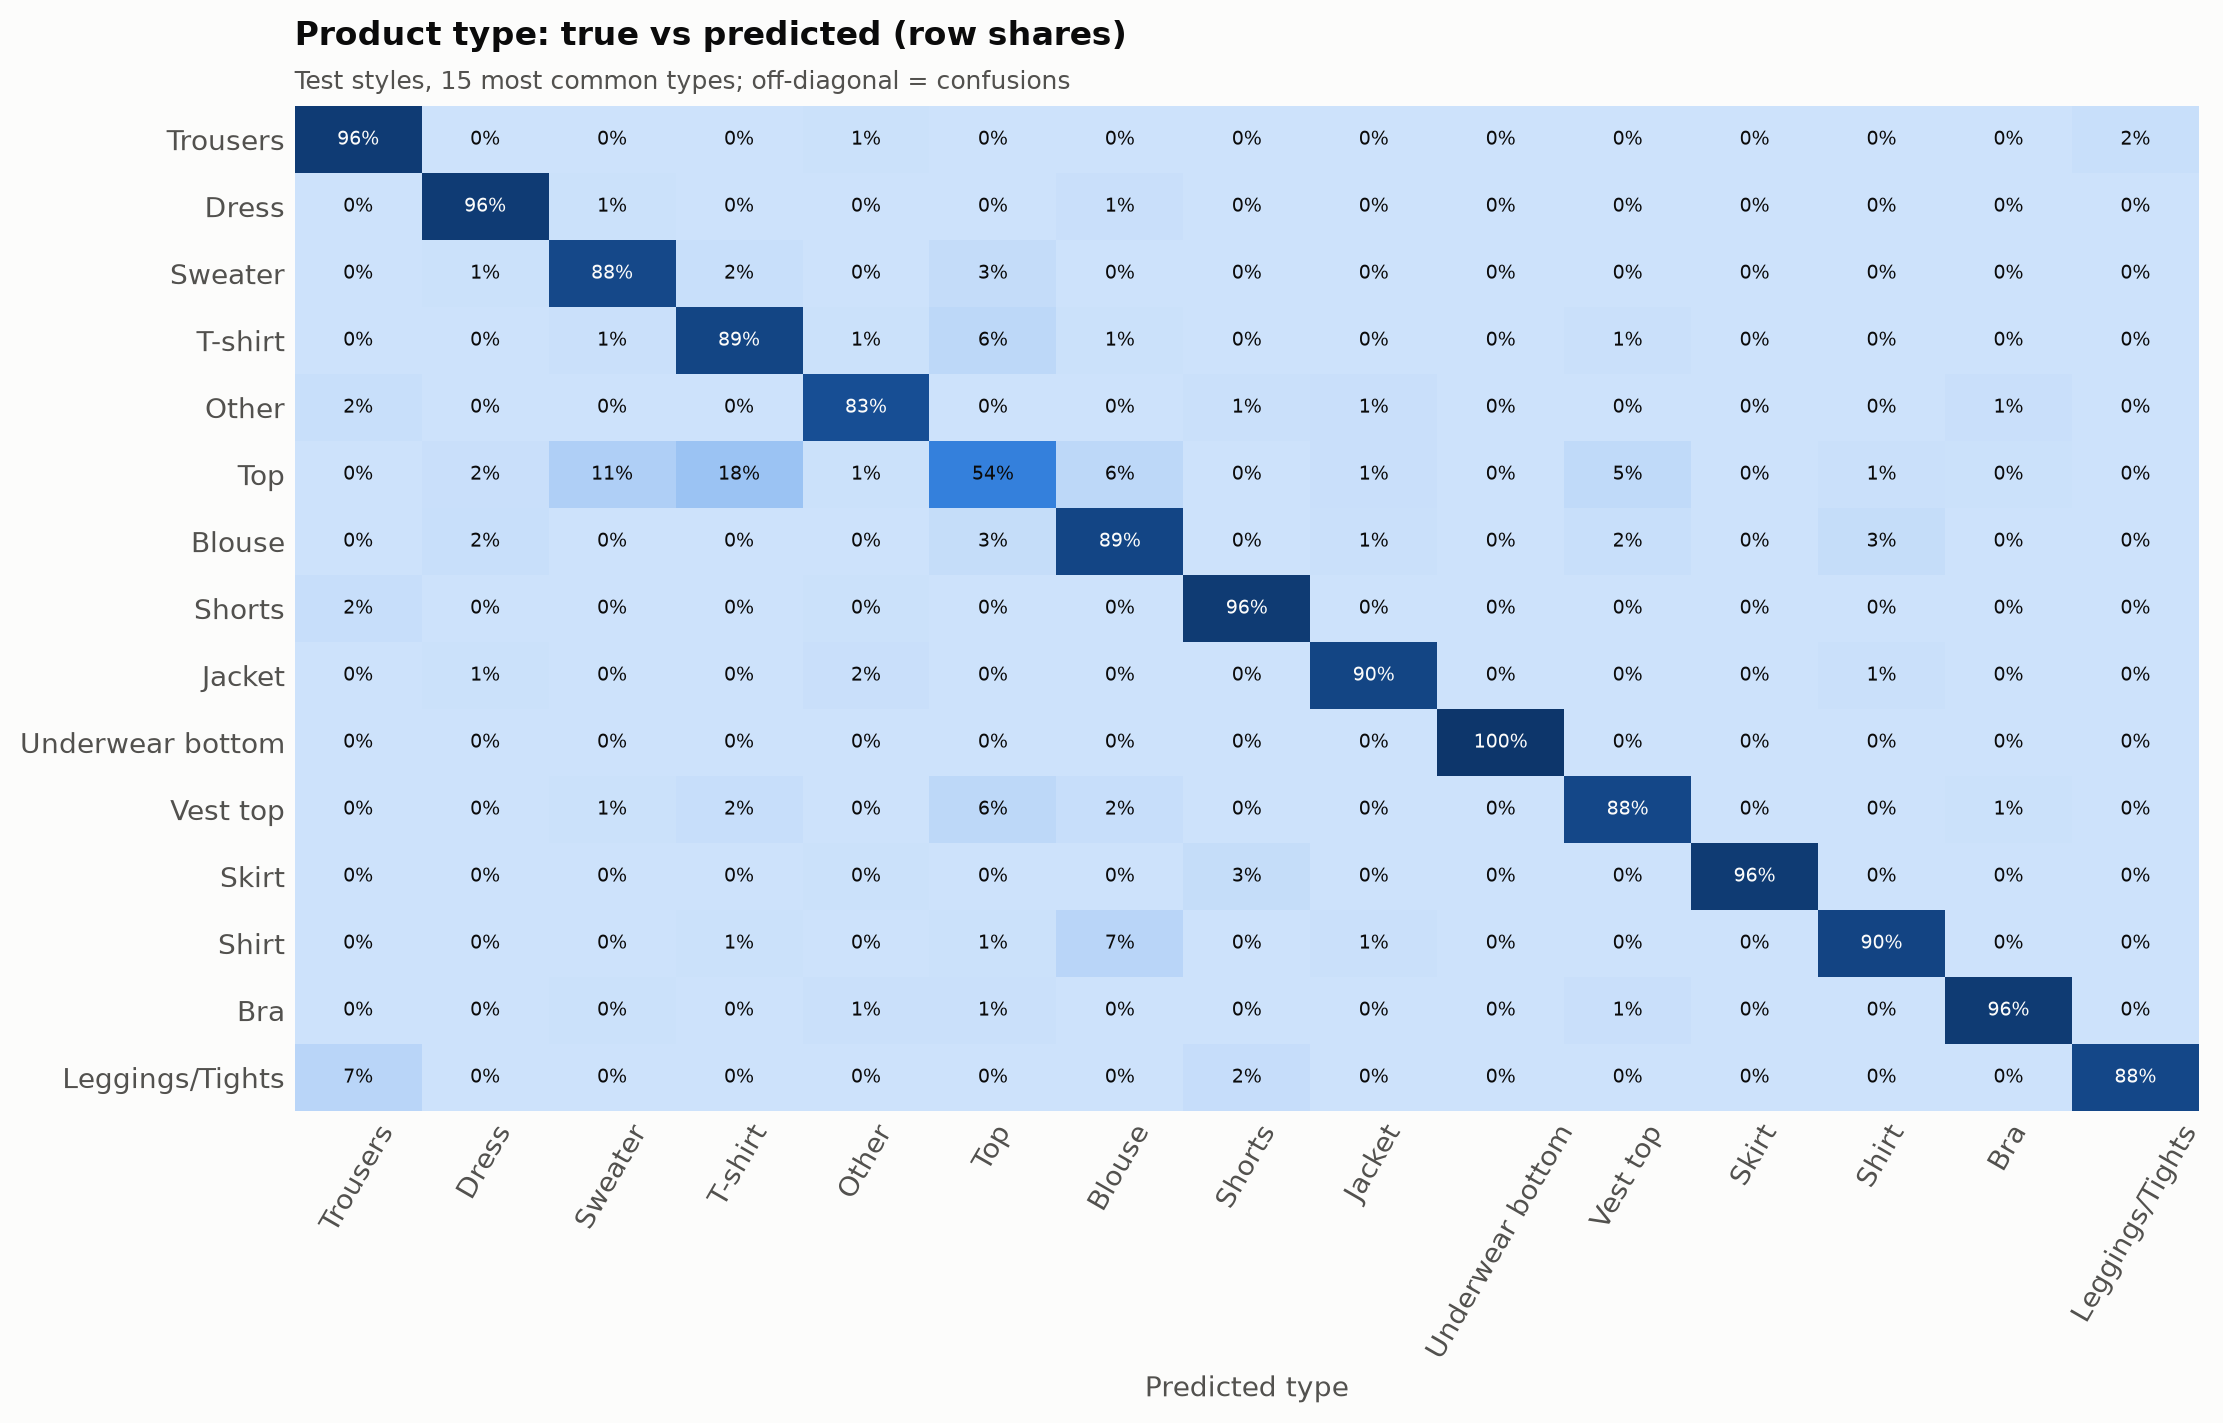 Product type: true vs predicted (row shares)
Test styles, 15 most common types; off-diagonal = confusions
Trousers 96% 0% 0% 0% 1% 0% 0% 0% 0% 0% 0% 0% 0% 0% 2%
Dress 0% 96% 1% 0% 0% 0% 1% 0% 0% 0% 0% 0% 0% 0% 0%
Sweater 0% 1% 88% 2% 0% 3% 0% 0% 0% 0% 0% 0% 0% 0% 0%
T-shirt 0% 0% 1% 89% 1% 6% 1% 0% 0% 0% 1% 0% 0% 0% 0%
Other 2% 0% 0% 0% 83% 0% 0% 1% 1% 0% 0% 0% 0% 1% 0%
Top 0% 2% 11% 18% 1% 54% 6% 0% 1% 0% 5% 0% 1% 0% 0%
Blouse 0% 2% 0% 0% 0% 3% 89% 0% 1% 0% 2% 0% 3% 0% 0%
Shorts 2% 0% 0% 0% 0% 0% 0% 96% 0% 0% 0% 0% 0% 0% 0%
Jacket 0% 1% 0% 0% 2% 0% 0% 0% 90% 0% 0% 0% 1% 0% 0%
Underwear bottom 0% 0% 0% 0% 0% 0% 0% 0% 0% 100% 0% 0% 0% 0% 0%
Vest top 0% 0% 1% 2% 0% 6% 2% 0% 0% 0% 88% 0% 0% 1% 0%
Skirt 0% 0% 0% 0% 0% 0% 0% 3% 0% 0% 0% 96% 0% 0% 0%
Shirt 0% 0% 0% 1% 0% 1% 7% 0% 1% 0% 0% 0% 90% 0% 0%
Bra 0% 0% 0% 0% 1% 1% 0% 0% 0% 0% 1% 0% 0% 96% 0%
Leggings/Tights 7% 0% 0% 0% 0% 0% 0% 2% 0% 0% 0% 0% 0% 0% 88%
Trousers Dress Sweater T-shirt Other Top Blouse Shorts Jacket Underwear bottom Vest top Skirt Shirt Bra Leggings/Tights
Predicted type